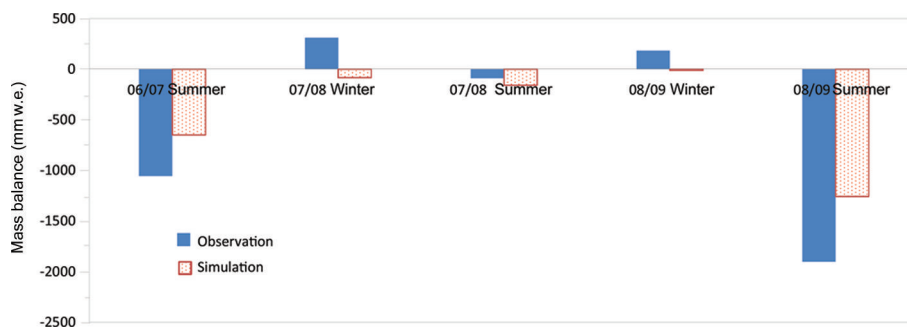 500
0
-500
-1000
-1500
-2000
-2500
Mass balance (mm w.e.)
06/07 Summer
07/08 Winter
07/08 Summer
08/09 Winter
08/09 Summer
Observation
Simulation